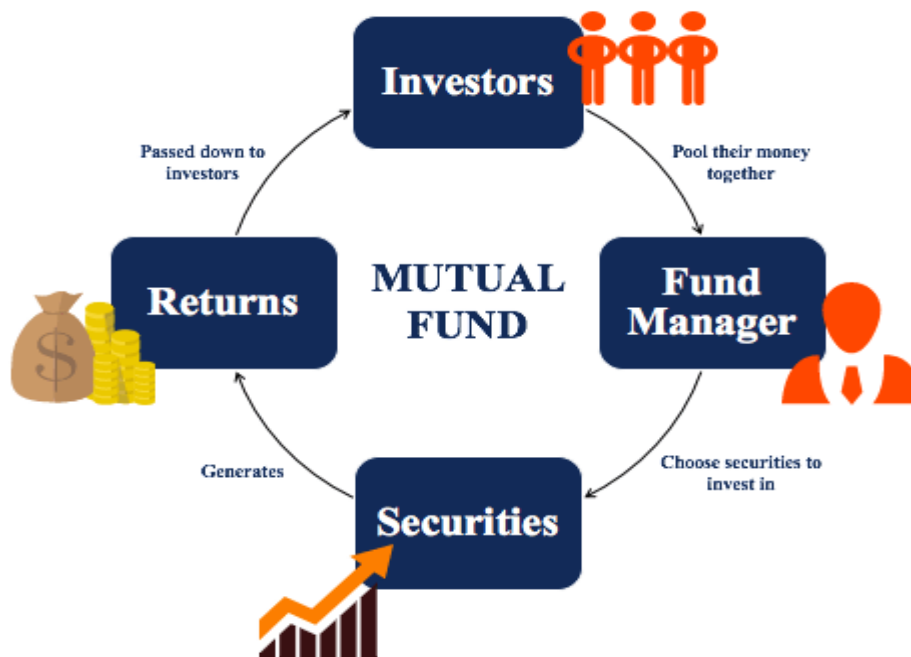 Investors
Pool their money
together
Fund
Manager
Choose securities to
invest in
Securities
Generates
Returns
$
Passed down to
investors
MUTUAL
FUND